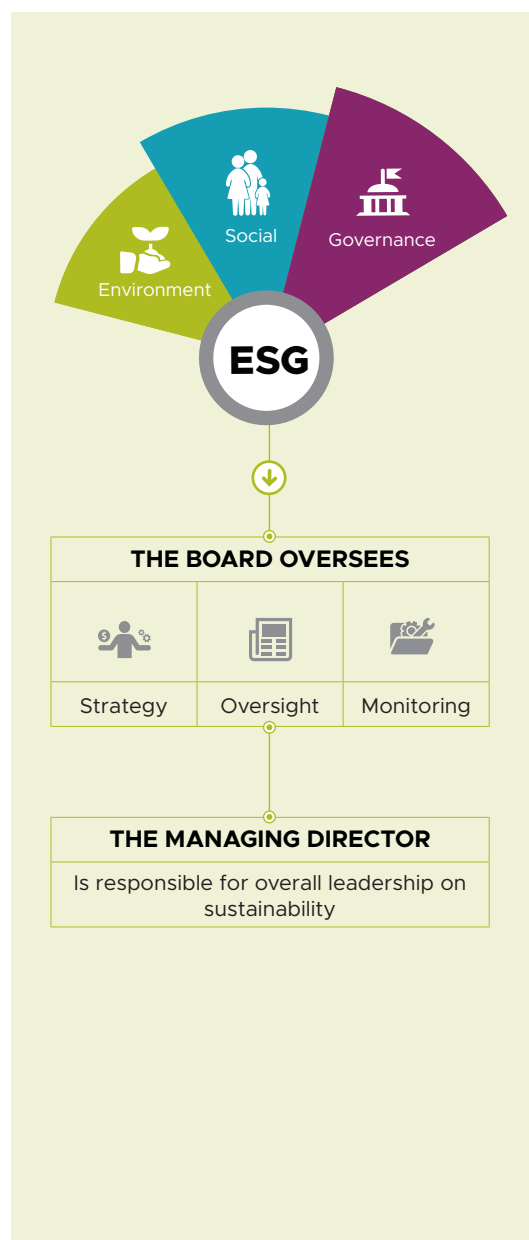 Social
Governance
Environment
ESG
THE BOARD OVERSEES
$
Strategy
Oversight
Monitoring
THE MANAGING DIRECTOR
Is responsible for overall leadership on
sustainability